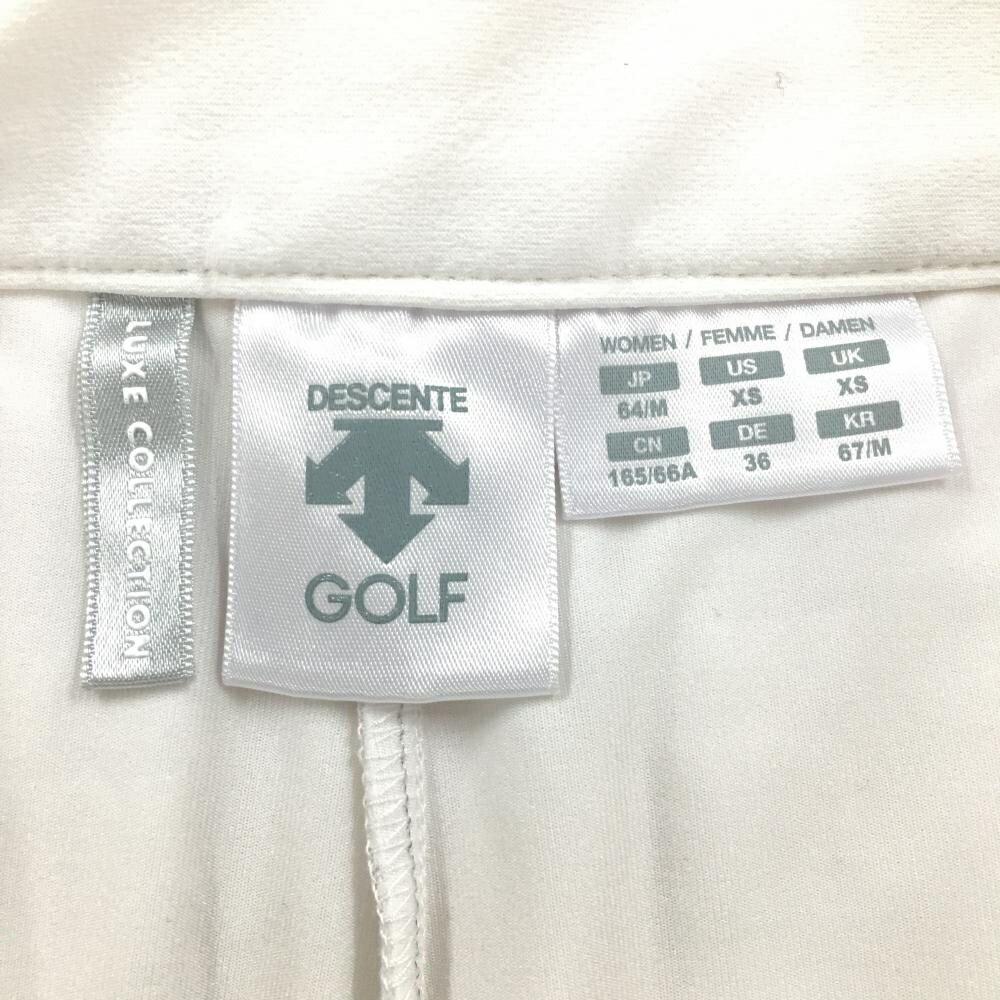 LUXE COLLECTION
DESCENTE
GOLF
WOMEN / FEMME / DAMEN
JP US UK
64/M XS XS
CN DE KR
165/66A 36 67/M